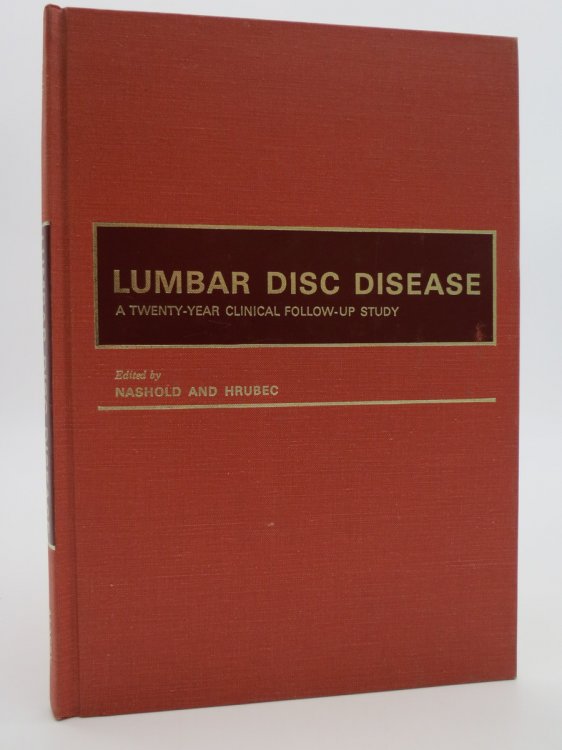 LUMBAR DISC DISEASE
A TWENTY-YEAR CLINICAL FOLLOW-UP STUDY
Edited by
NASHOLD AND HRUBEC